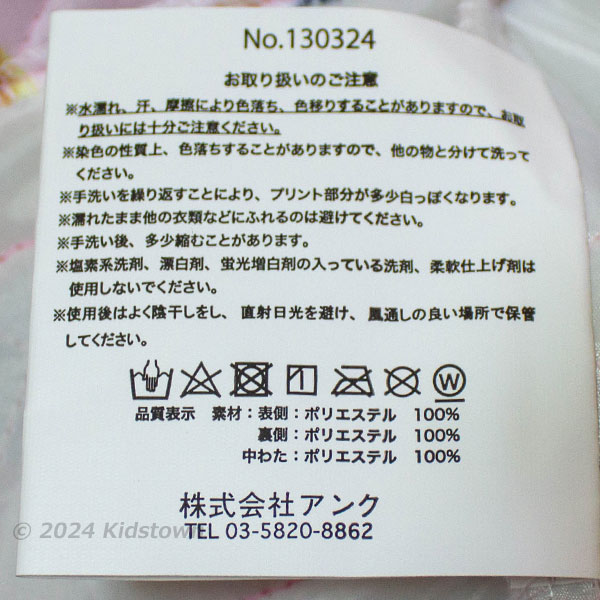 No.130324
お取り扱いのご注意
※水濡れ、汗、摩擦により色落ち、色移りすることがありますので、お取
り扱いには十分ご注意ください。
※染色の性質上、色落ちすることがありますので、他の物と分けて洗って
ください。
※手洗いを繰り返すことにより、プリント部分が多少白っぽくなります。
※濡れたまま他の衣類などにふれるのは避けてください。
※手洗い後、多少縮むことがあります。
※塩素系洗剤、漂白剤、蛍光増白剤の入っている洗剤、柔軟仕上げ剤は
使用しないでください。
※使用後はよく陰干しをし、直射日光を避け、風通しの良い場所で保管
してください。
W
品質表示 素材：表側：ポリエステル 100%
裏側：ポリエステル 100%
中わた：ポリエステル 100%
株式会社アンク
TEL 03-5820-8862
© 2024 Kidstown